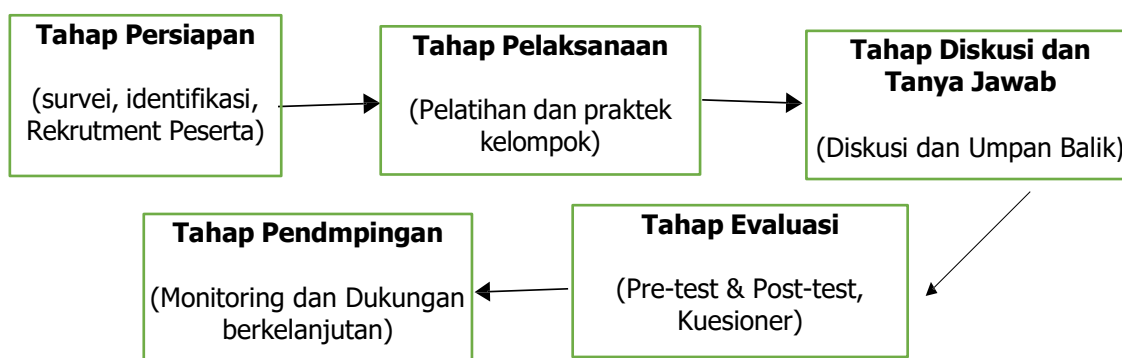 Tahap Persiapan
(survei, identifikasi,
Rekrutment Peserta)
Tahap Pelaksanaan
(Pelatihan dan praktek
kelompok)
Tahap Diskusi dan
Tanya Jawab
(Diskusi dan Umpan Balik)
Tahap Evaluasi
(Pre-test & Post-test,
Kuesioner)
Tahap Pendmpingan
(Monitoring dan Dukungan
berkelanjutan)